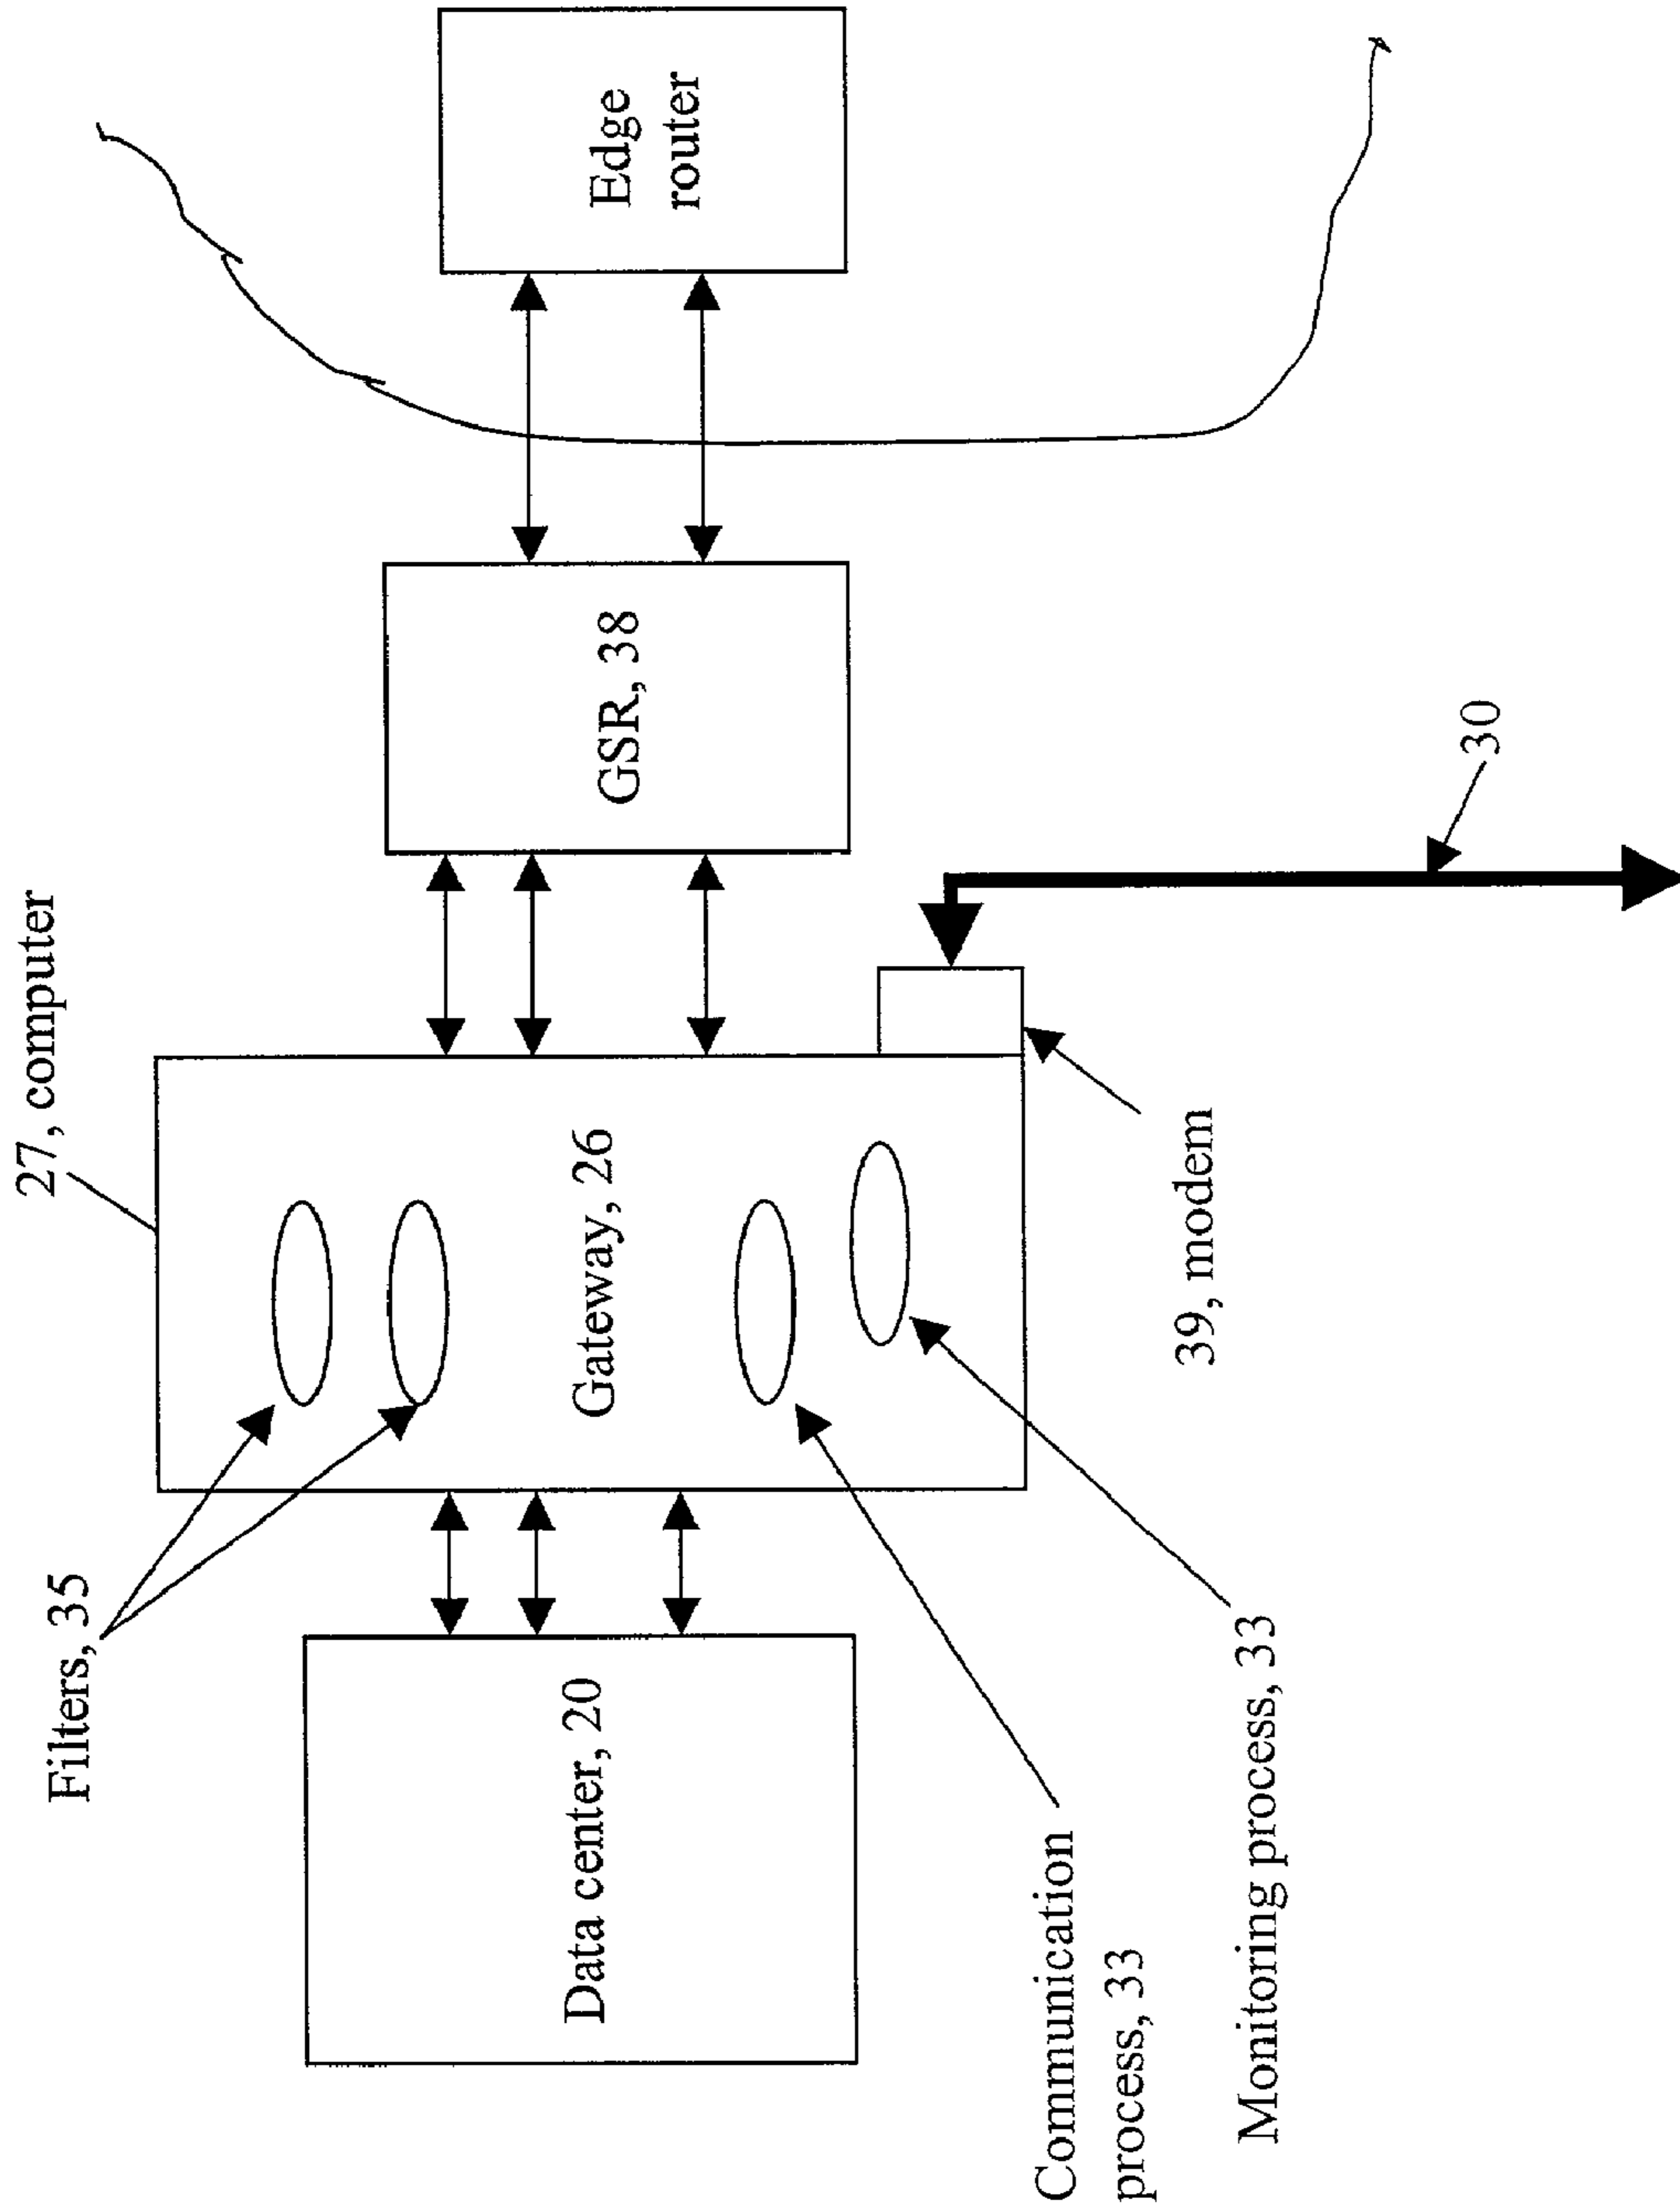 27, computer
Filters, 35
Data center, 20
Gateway, 26
GSR, 38
Edge
router
Communication
process, 33
Monitoring process, 33
39, modem
30